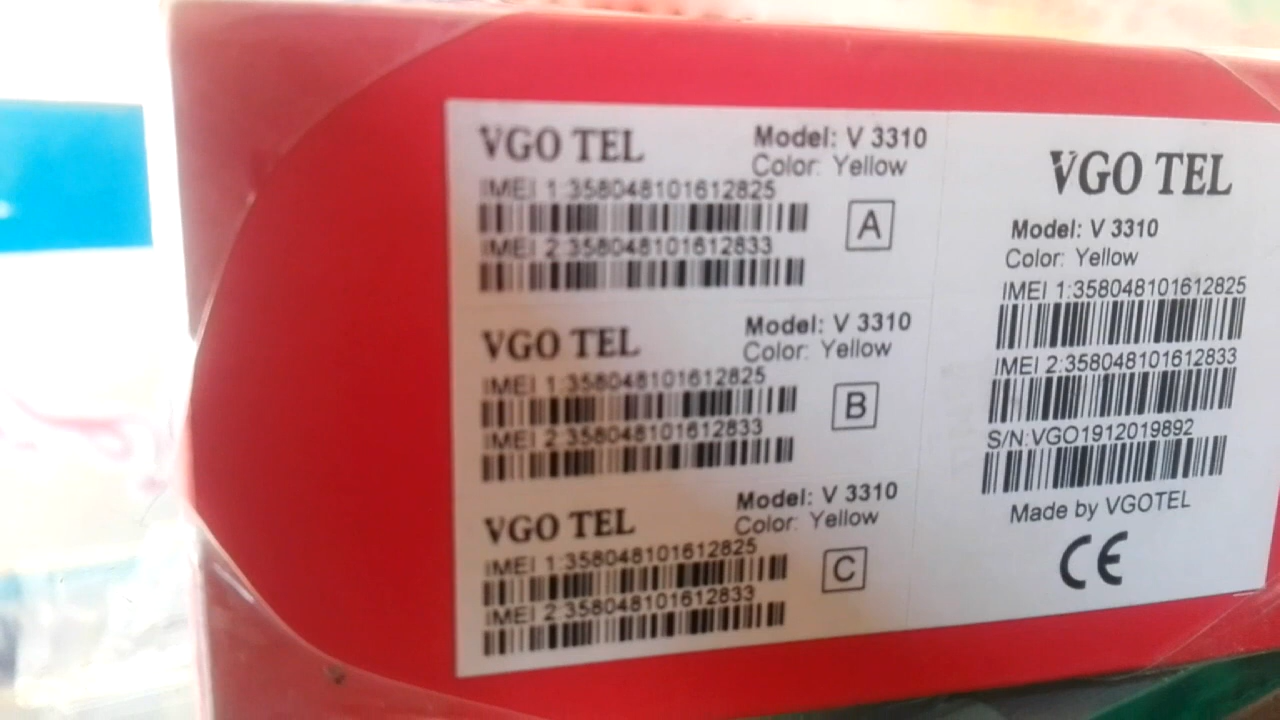 VGO TEL
Model: V 3310
Color: Yellow
IMEI 1:358048101612825
IMEI 2:358048101612833
A
VGO TEL
Model: V 3310
Color: Yellow
IMEI 1:358048101612825
IMEI 2:358048101612833
B
VGO TEL
Model: V 3310
Color: Yellow
IMEI 1:358048101612825
IMEI 2:358048101612833
C
VGO TEL
Model: V 3310
Color: Yellow
IMEI 1:358048101612825
IMEI 2:358048101612833
S/N:VGO1912019892
Made by VGOTEL
CE